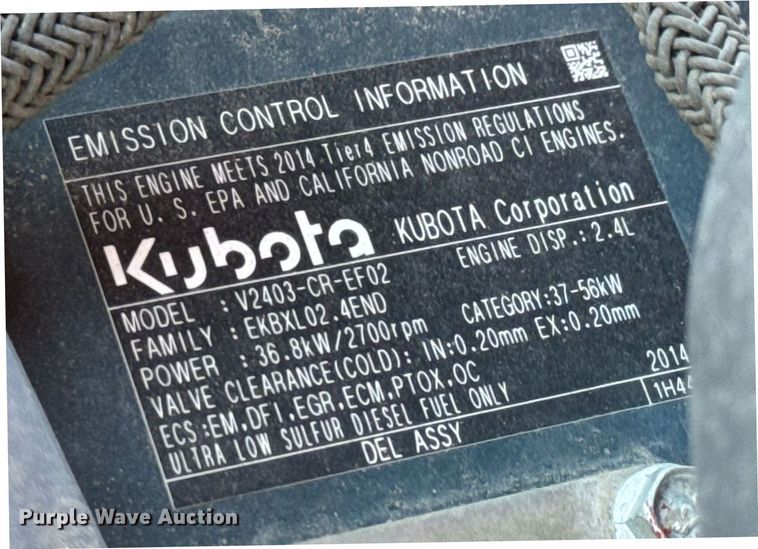 EMISSION CONTROL INFORMATION
THIS ENGINE MEETS 2014 Tier4 EMISSION REGULATIONS
FOR U. S. EPA AND CALIFORNIA NONROAD CI ENGINES.
Kubota KUBOTA Corporation
MODEL : V2403-CR-EF02 ENGINE DISP.: 2.4L
FAMILY : EKBXL02.4END
POWER : 36.8kW/2700rpm CATEGORY:37-56kW
VALVE CLEARANCE(COLD): IN:0.20mm EX:0.20mm
ECS:EM,DFI,EGR,ECM,PTOX,OC 2014
ULTRA LOW SULFUR DIESEL FUEL ONLY 1H44
DEL ASSY
Purple Wave Auction